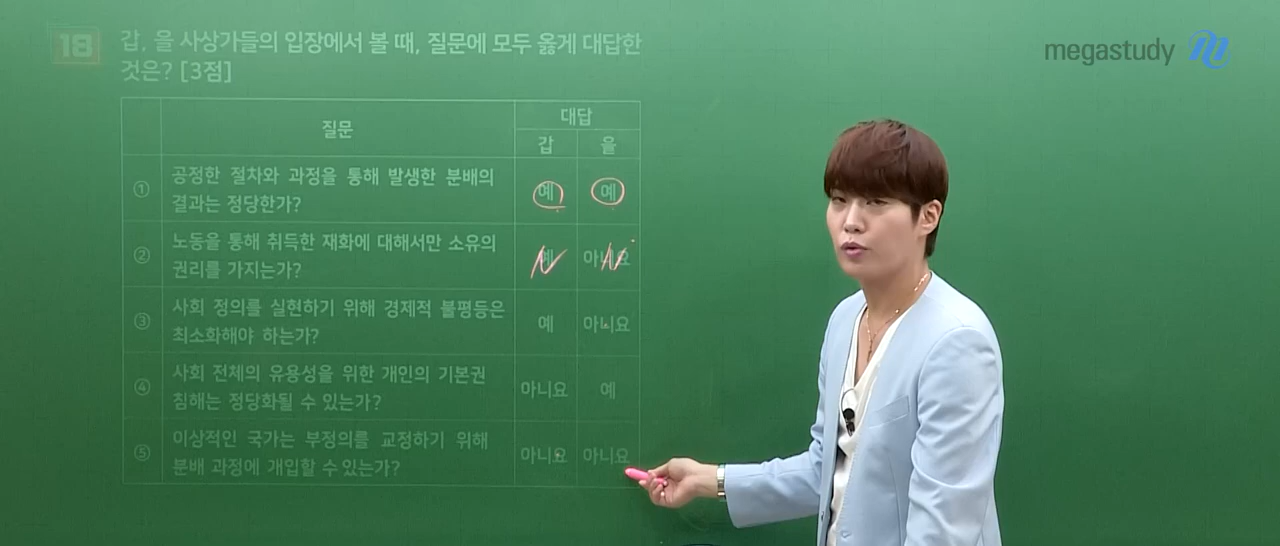 18 갑, 을 사상가들의 입장에서 볼 때, 질문에 모두 옳게 대답한
것은? [3점]
megastudy
질문 대답
갑 을
① 공정한 절차와 과정을 통해 발생한 분배의
결과는 정당한가? 예 예
② 노동을 통해 취득한 재화에 대해서만 소유의
권리를 가지는가? 예 아니요
N N
③ 사회 정의를 실현하기 위해 경제적 불평등은
최소화해야 하는가? 예 아니요
④ 사회 전체의 유용성을 위한 개인의 기본권
침해는 정당화될 수 있는가? 아니요 예
⑤ 이상적인 국가는 부정의를 교정하기 위해
분배 과정에 개입할 수 있는가? 아니요 아니요